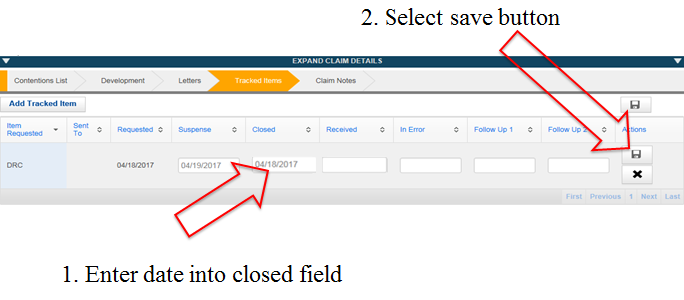 2. Select save button
EXPAND CLAIM DETAILS
Contentions List Development Letters Tracked Items Claim Notes
Add Tracked Item
Item Requested Sent To Requested Suspense Closed Received In Error Follow Up 1 Follow Up 2 Actions
DRC 04/18/2017 04/19/2017 04/18/2017
First Previous 1 Next Last
1. Enter date into closed field